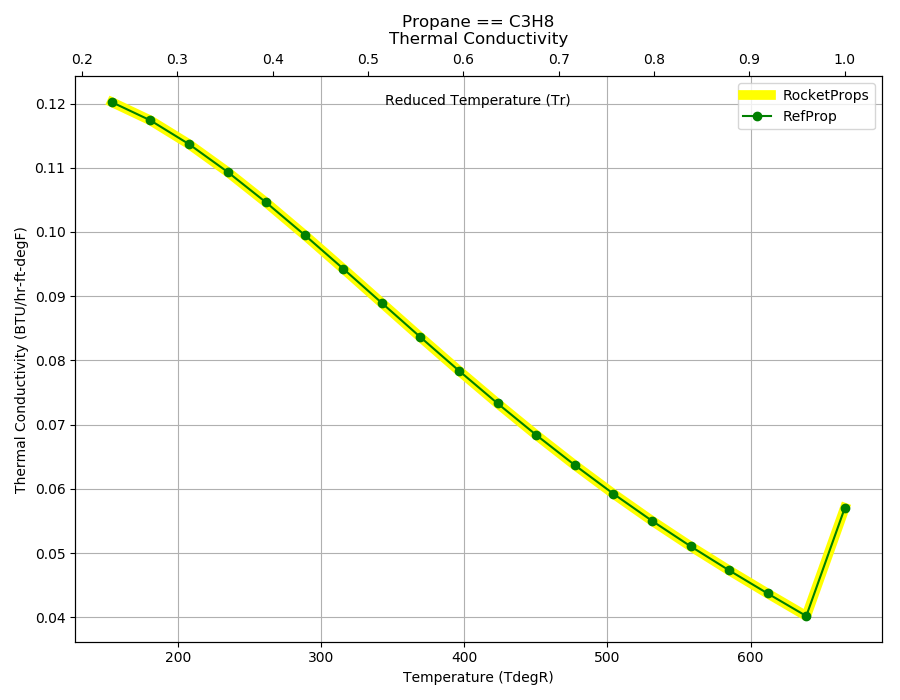 Propane == C3H8
Thermal Conductivity
0.2 0.3 0.4 0.5 0.6 0.7 0.8 0.9 1.0
Reduced Temperature (Tr)
RocketProps
RefProp
Thermal Conductivity (BTU/hr-ft-degF)
0.12
0.11
0.10
0.09
0.08
0.07
0.06
0.05
0.04
200 300 400 500 600
Temperature (TdegR)